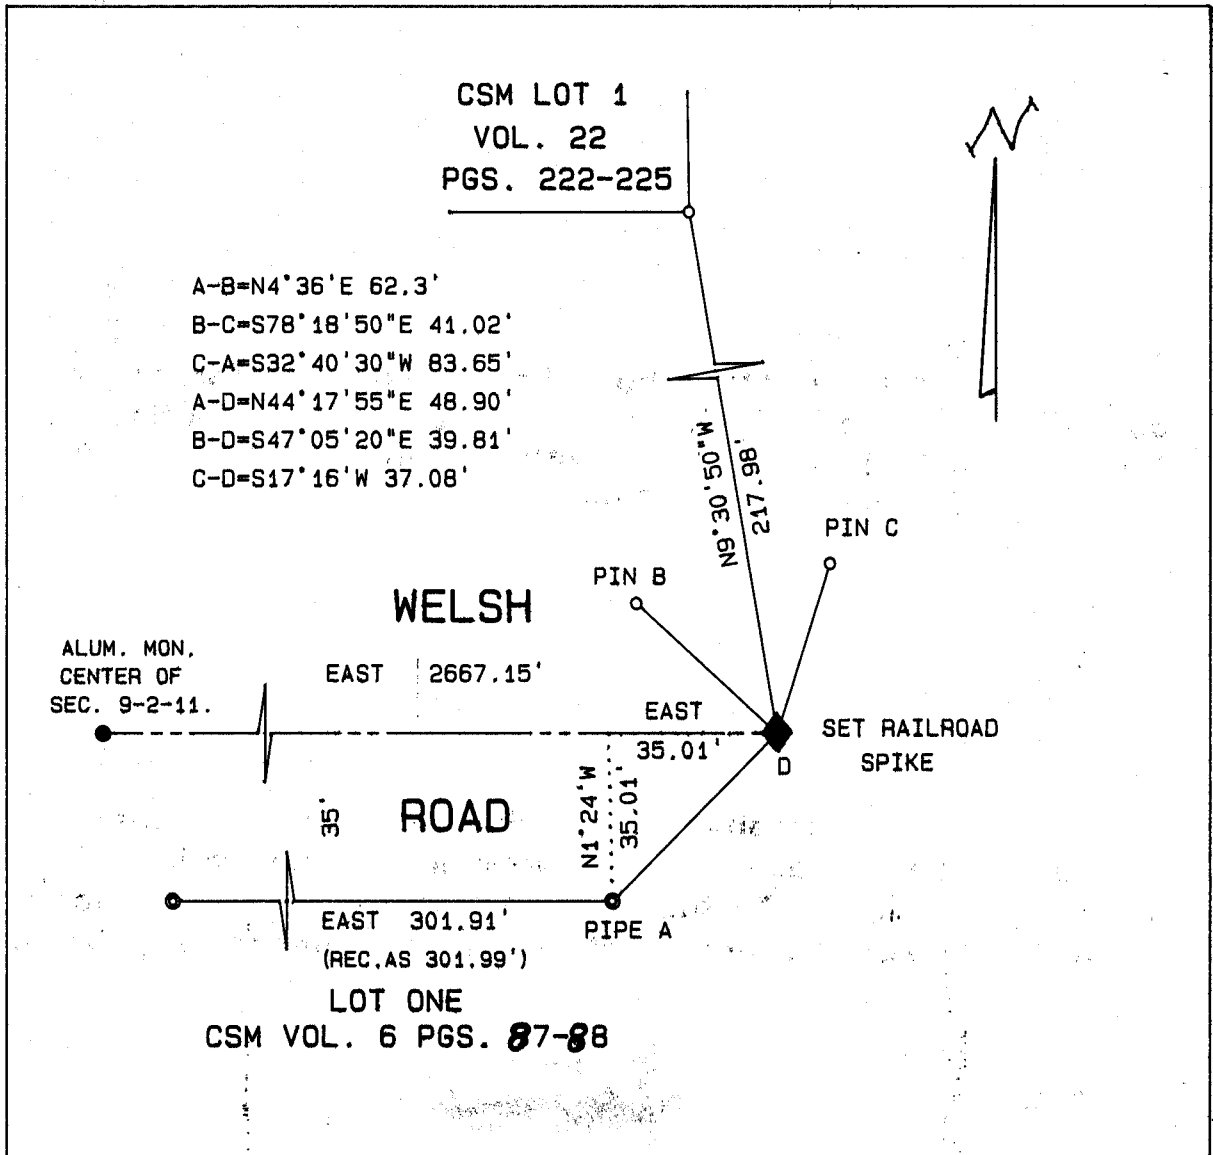 CSM LOT 1
VOL. 22
PGS. 222-225
N
A-B=N4°36'E 62.3'
B-C=S78°18'50"E 41.02'
C-A=S32°40'30"W 83.65'
A-D=N44°17'55"E 48.90'
B-D=S47°05'20"E 39.81'
C-D=S17°16'W 37.08'
N9°30'50"W
217.98'
PIN C
PIN B
WELSH
ALUM. MON.
CENTER OF
SEC. 9-2-11.
EAST 2667.15'
EAST
35.01'
SET RAILROAD
SPIKE
D
N1°24'W
35.01'
35'
ROAD
PIPE A
EAST 301.91'
(REC.AS 301.99')
LOT ONE
CSM VOL. 6 PGS. 87-88